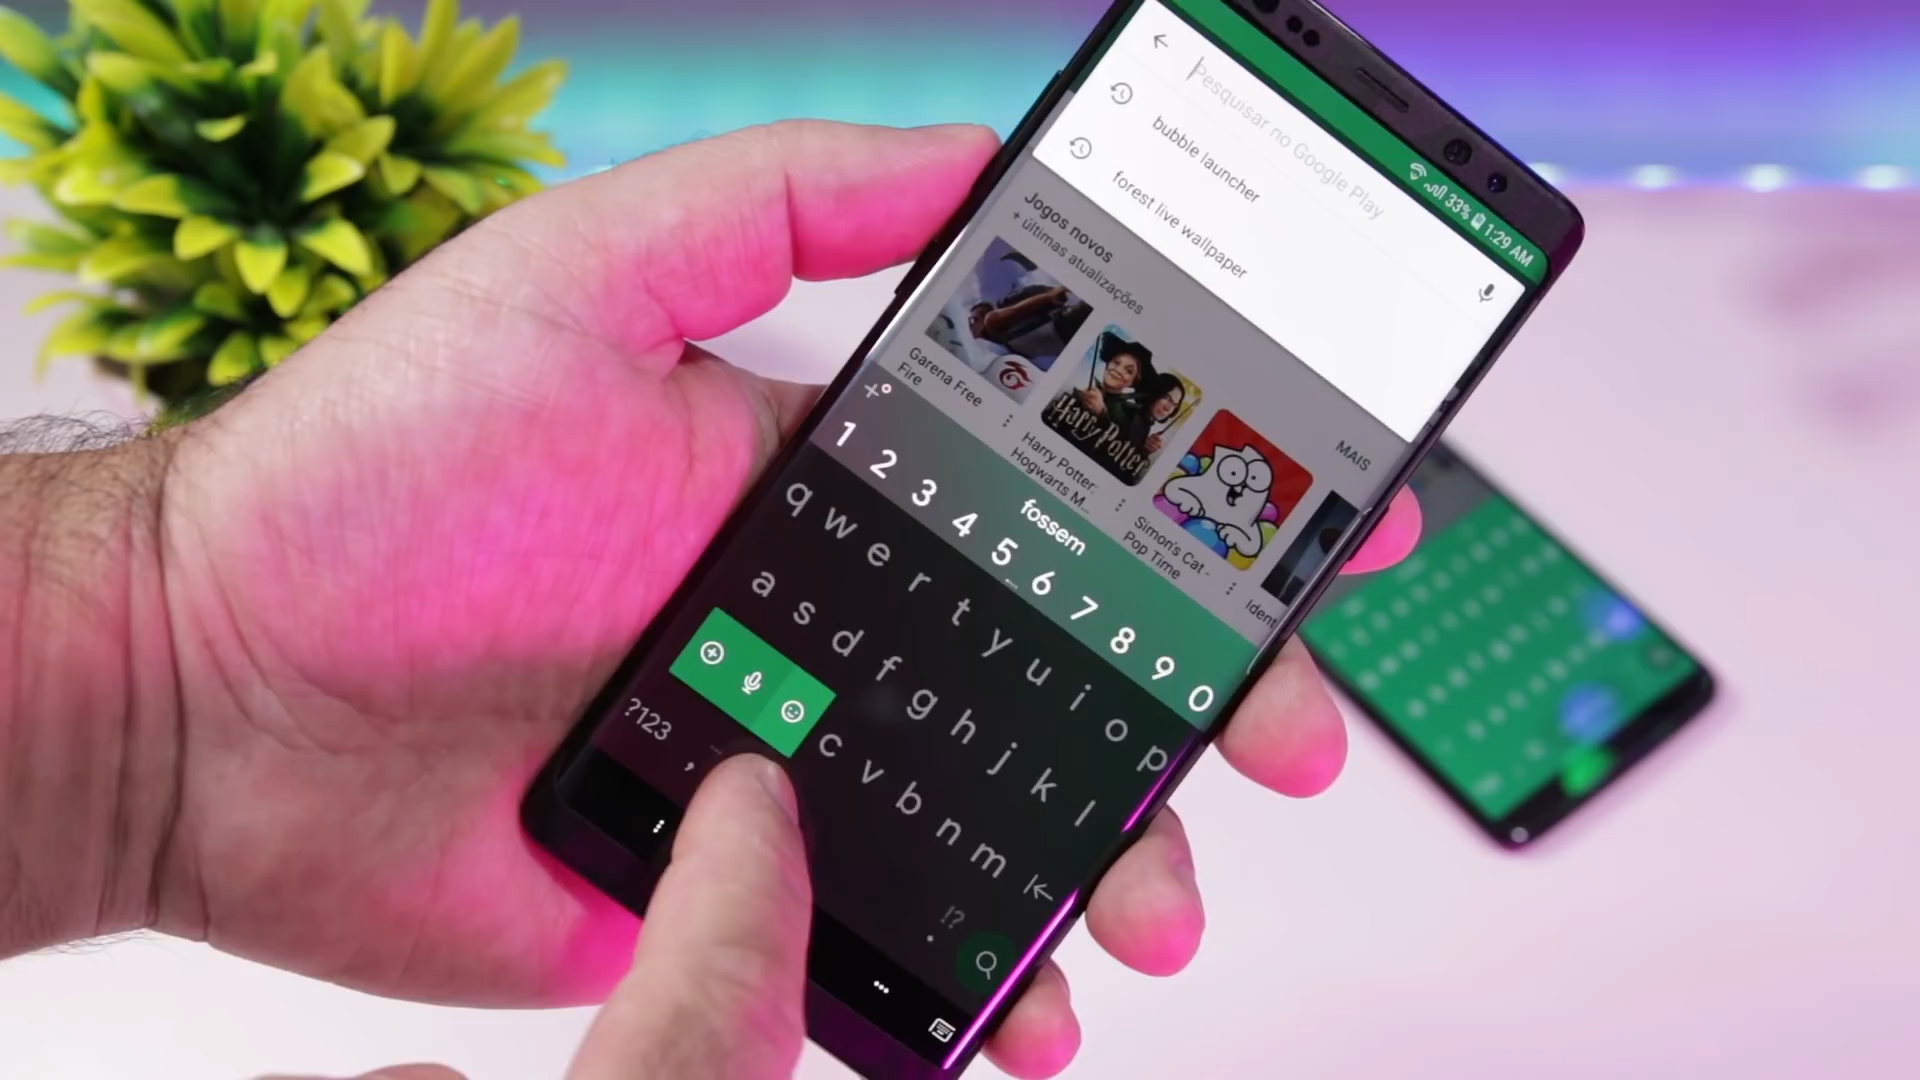 33% 1:29 AM
Pesquisar no Google Play
bubble launcher
forest live wallpaper
Jogos novos
+ últimas atualizações
MAIS
Harry Potter
Garena Free
Fire
Harry Potter:
Hogwarts M...
Simon's Cat -
Pop Time
Ident
fossem
1 2 3 4 5 6 7 8 9 0
q w e r t y u i o p
a s d f g h j k l
c v b n m
?123 , . !?